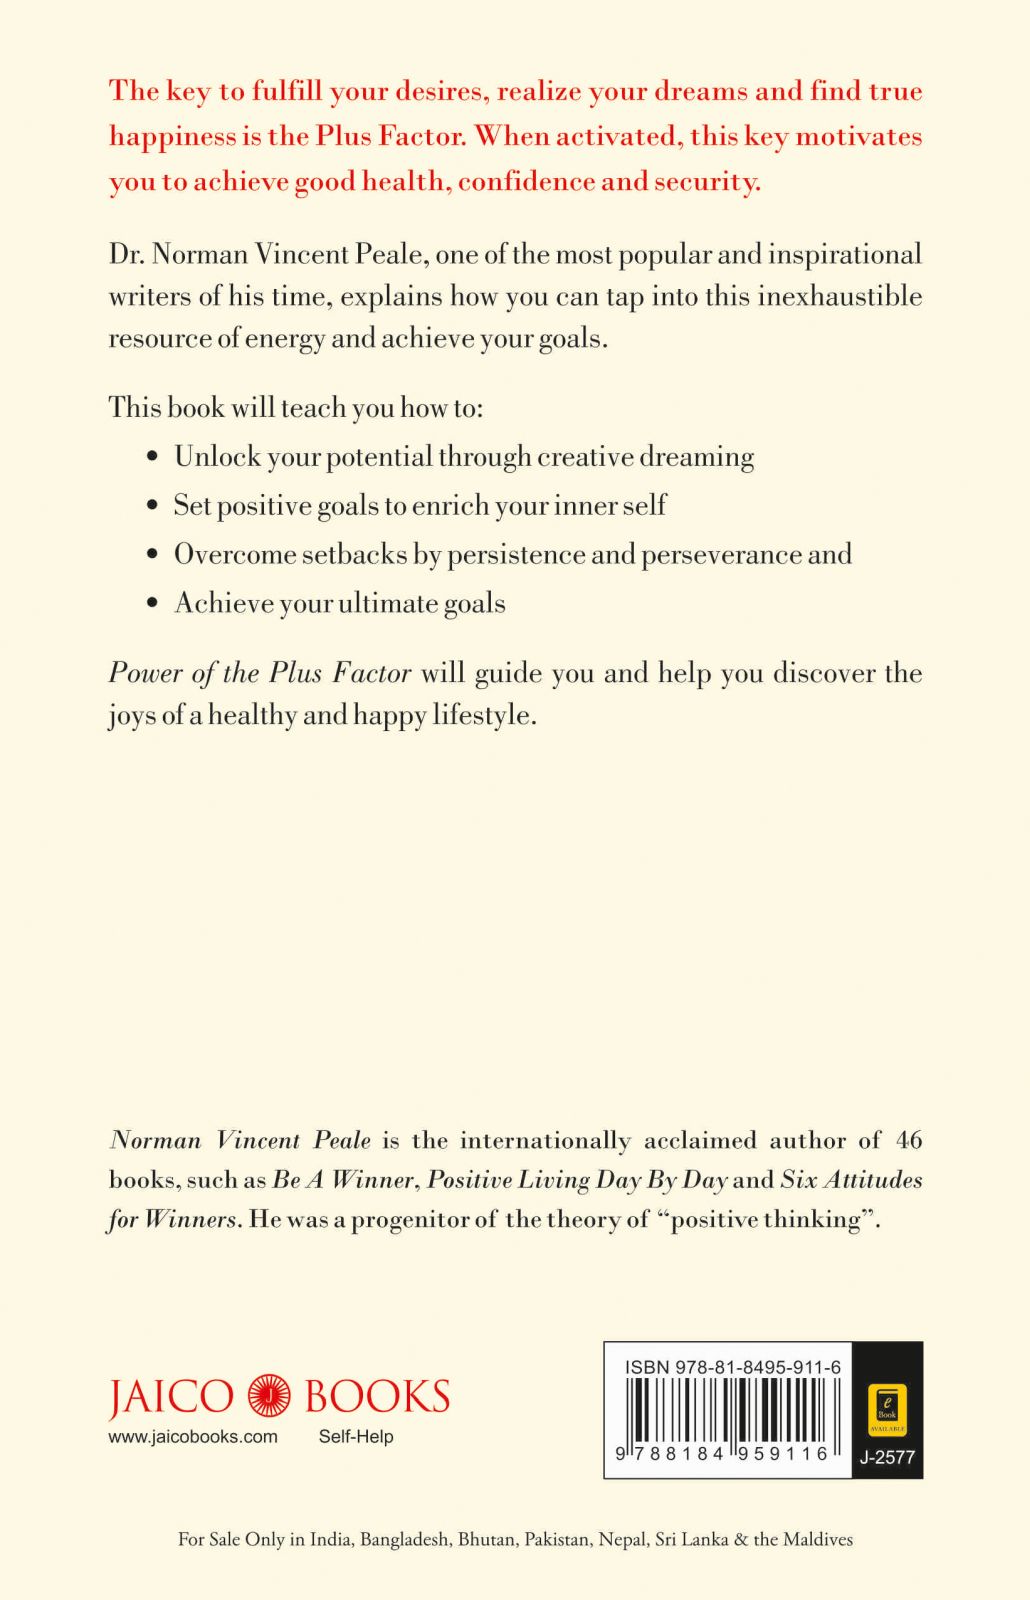 The key to fulfill your desires, realize your dreams and find true
happiness is the Plus Factor. When activated, this key motivates
you to achieve good health, confidence and security.
Dr. Norman Vincent Peale, one of the most popular and inspirational
writers of his time, explains how you can tap into this inexhaustible
resource of energy and achieve your goals.
This book will teach you how to:
• Unlock your potential through creative dreaming
• Set positive goals to enrich your inner self
• Overcome setbacks by persistence and perseverance and
• Achieve your ultimate goals
Power of the Plus Factor will guide you and help you discover the
joys of a healthy and happy lifestyle.
Norman Vincent Peale is the internationally acclaimed author of 46
books, such as Be A Winner, Positive Living Day By Day and Six Attitudes
for Winners. He was a progenitor of the theory of “positive thinking”.
JAICO J BOOKS
www.jaicobooks.com Self-Help
ISBN 978-81-8495-911-6
9 788184 959116
e
Book
AVAILABLE
J-2577
For Sale Only in India, Bangladesh, Bhutan, Pakistan, Nepal, Sri Lanka & the Maldives